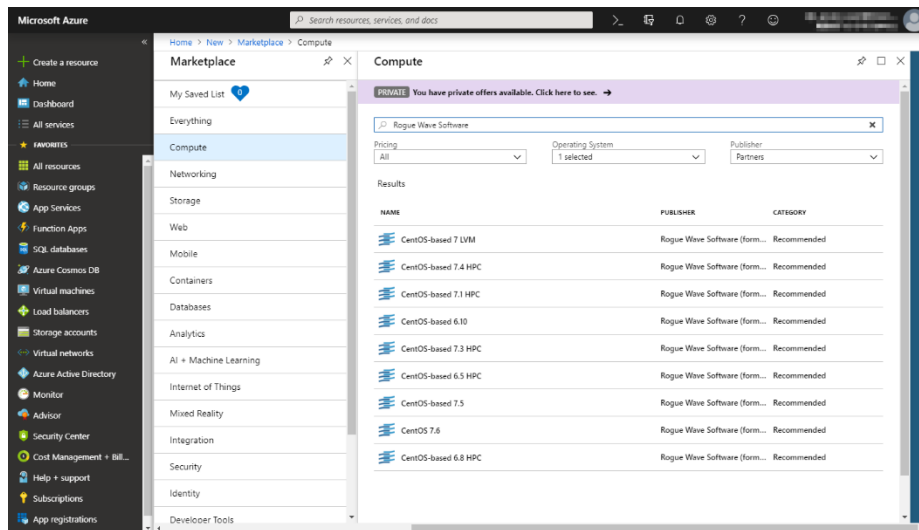 Microsoft Azure
Search resources, services, and docs
Home > New > Marketplace > Compute
Create a resource
Home
Dashboard
All services
FAVORITES
All resources
Resource groups
App Services
Function Apps
SQL databases
Azure Cosmos DB
Virtual machines
Load balancers
Storage accounts
Virtual networks
Azure Active Directory
Monitor
Advisor
Security Center
Cost Management + Bill...
Help + support
Subscriptions
App registrations
Marketplace
My Saved List 0
Everything
Compute
Networking
Storage
Web
Mobile
Containers
Databases
Analytics
AI + Machine Learning
Internet of Things
Mixed Reality
Integration
Security
Identity
Developer Tools
Compute
PRIVATE You have private offers available. Click here to see. →
Rogue Wave Software
Pricing Operating System Publisher
All 1 selected Partners
Results
NAME PUBLISHER CATEGORY
CentOS-based 7 LVM Rogue Wave Software (form... Recommended
CentOS-based 7.4 HPC Rogue Wave Software (form... Recommended
CentOS-based 7.1 HPC Rogue Wave Software (form... Recommended
CentOS-based 6.10 Rogue Wave Software (form... Recommended
CentOS-based 7.3 HPC Rogue Wave Software (form... Recommended
CentOS-based 6.5 HPC Rogue Wave Software (form... Recommended
CentOS-based 7.5 Rogue Wave Software (form... Recommended
CentOS 7.6 Rogue Wave Software (form... Recommended
CentOS-based 6.8 HPC Rogue Wave Software (form... Recommended